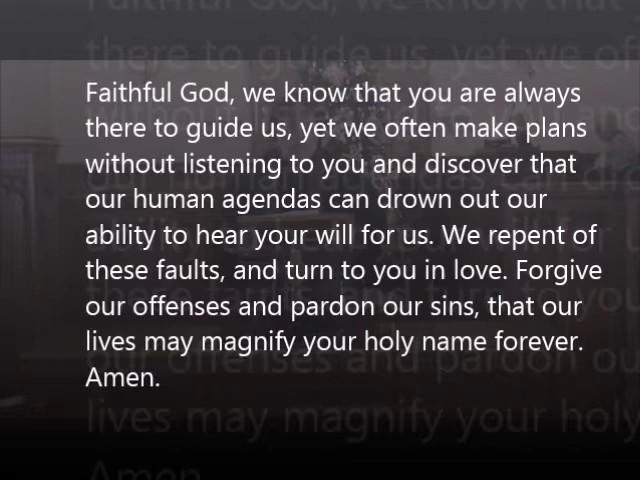 Faithful God, we know that you are always
there to guide us, yet we often make plans
without listening to you and discover that
our human agendas can drown out our
ability to hear your will for us. We repent of
these faults, and turn to you in love. Forgive
our offenses and pardon our sins, that our
lives may magnify your holy name forever.
Amen.